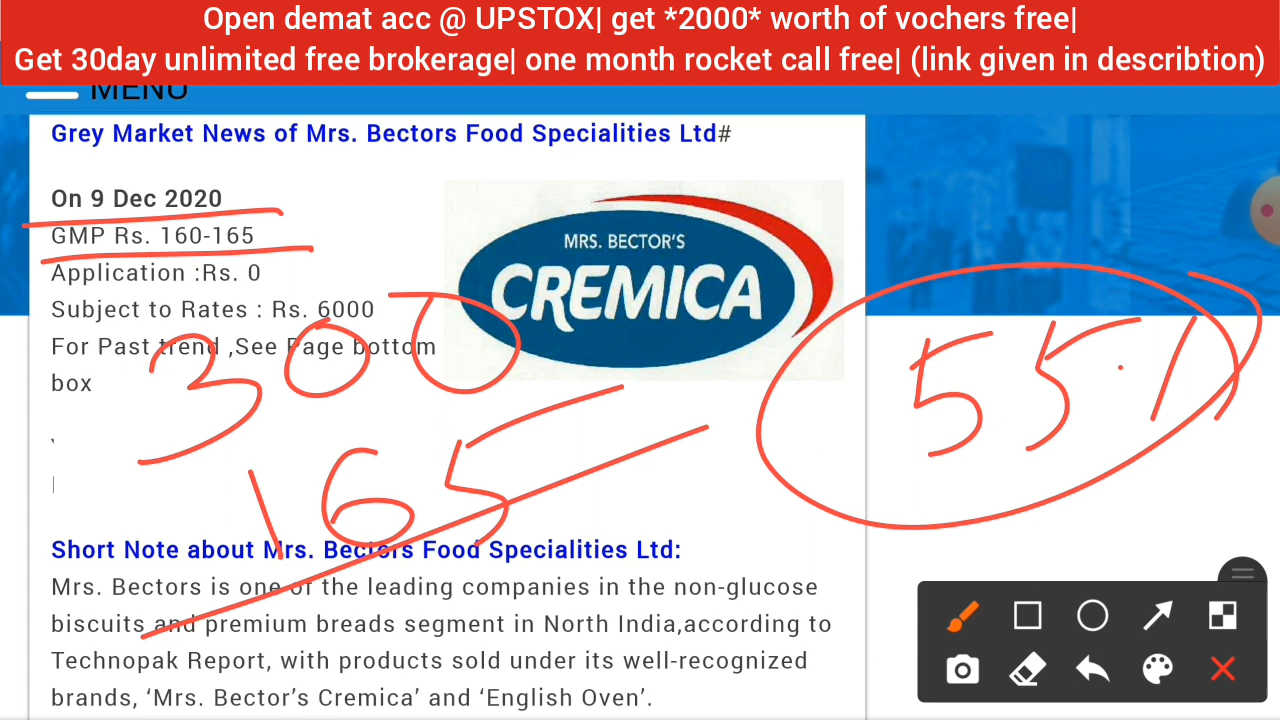 Open demat acc @ UPSTOX| get *2000* worth of vochers free|
Get 30day unlimited free brokerage| one month rocket call free| (link given in describtion)
MENU
Grey Market News of Mrs. Bectors Food Specialities Ltd#
On 9 Dec 2020
GMP Rs. 160-165
Application :Rs. 0
Subject to Rates : Rs. 6000
For Past trend ,See Page bottom
box
MRS. BECTOR'S
CREMICA
300
165
55%
Short Note about Mrs. Bectors Food Specialities Ltd:
Mrs. Bectors is one of the leading companies in the non-glucose
biscuits and premium breads segment in North India,according to
Technopak Report, with products sold under its well-recognized
brands, ‘Mrs. Bector’s Cremica’ and ‘English Oven’.